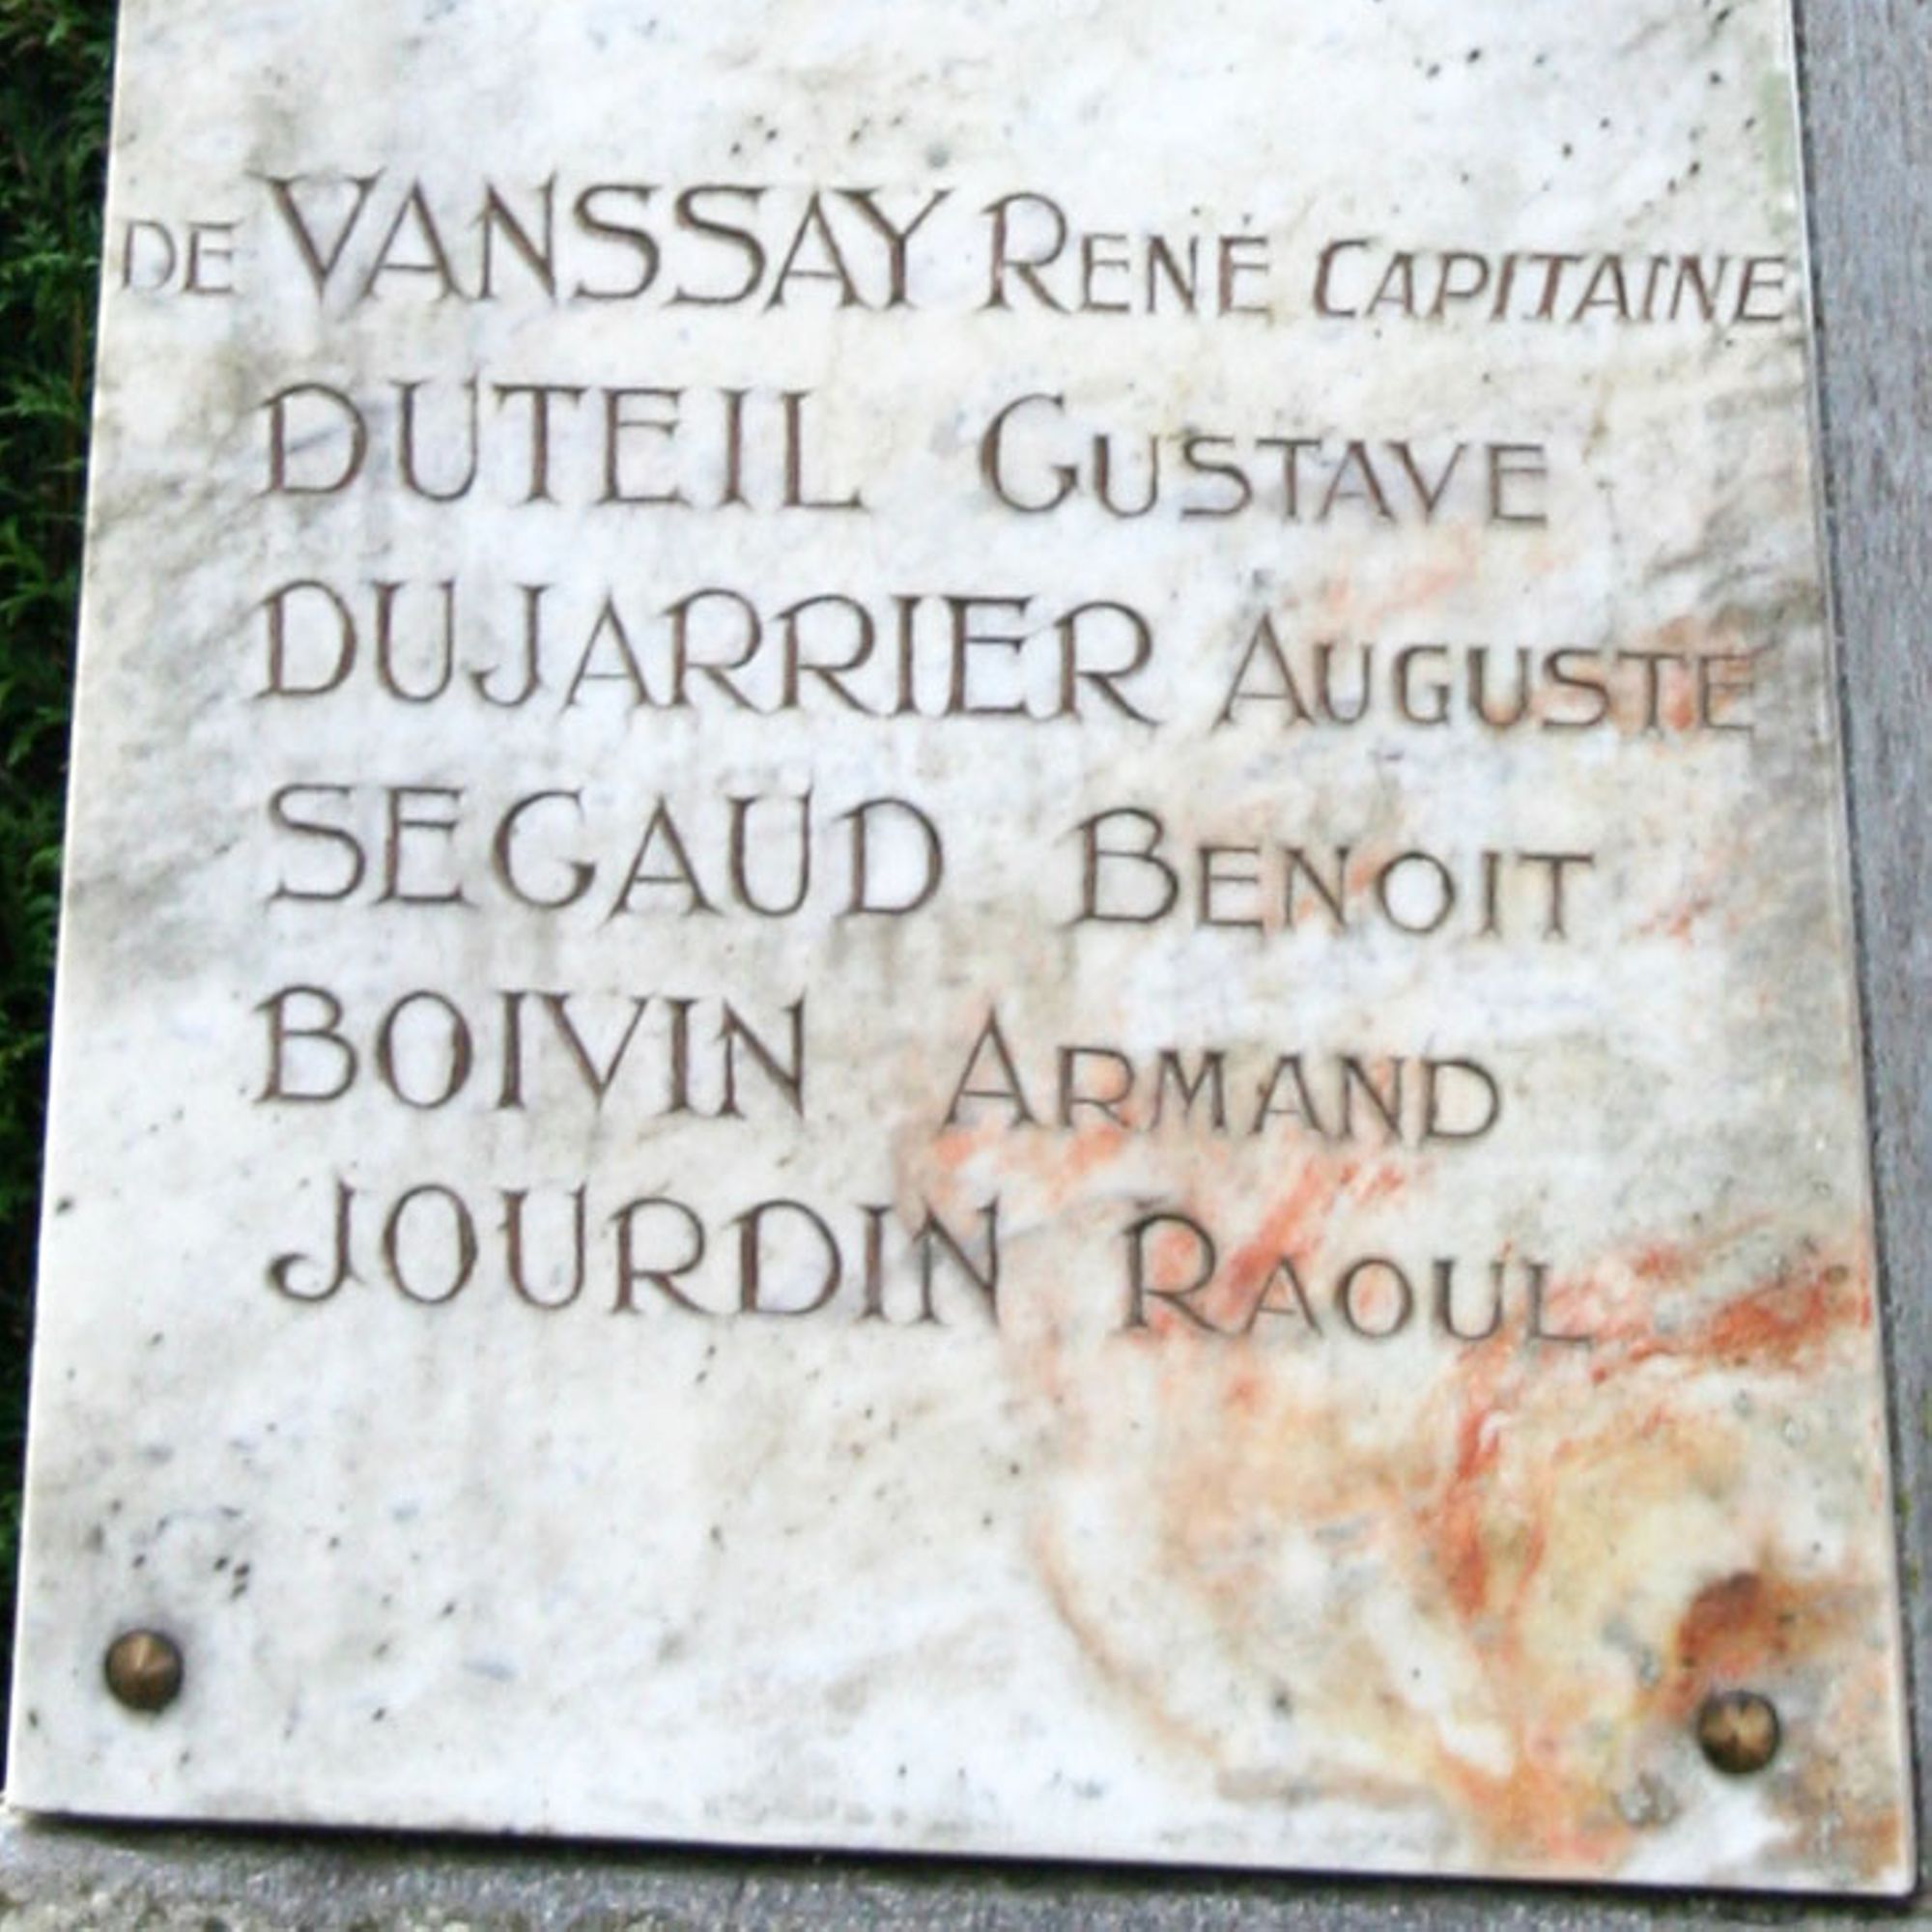 DE VANSSAY RENÉ CAPITAINE
DUTEIL GUSTAVE
DUJARRIER AUGUSTE
SEGAUD BENOIT
BOIVIN ARMAND
JOURDIN RAOUL